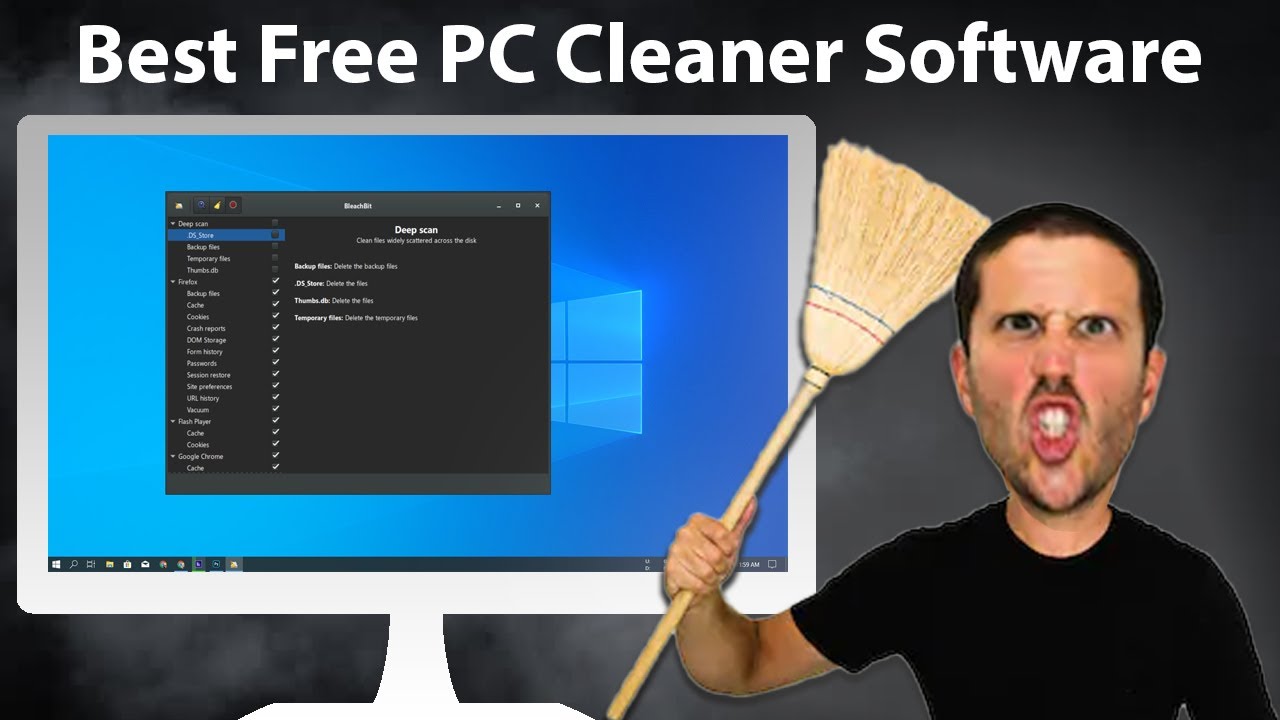 Best Free PC Cleaner Software
BleachBit
Deep scan
.DS_Store
Backup files
Temporary files
Thumbs.db
Firefox
Backup files
Cache
Cookies
Crash reports
DOM Storage
Form history
Passwords
Session restore
Site preferences
URL history
Vacuum
Flash Player
Cache
Cookies
Google Chrome
Cache
Deep scan
Clean files widely scattered across the disk
Backup files: Delete the backup files
.DS_Store: Delete the files
Thumbs.db: Delete the files
Temporary files: Delete the temporary files
U:
D:
:59 AM